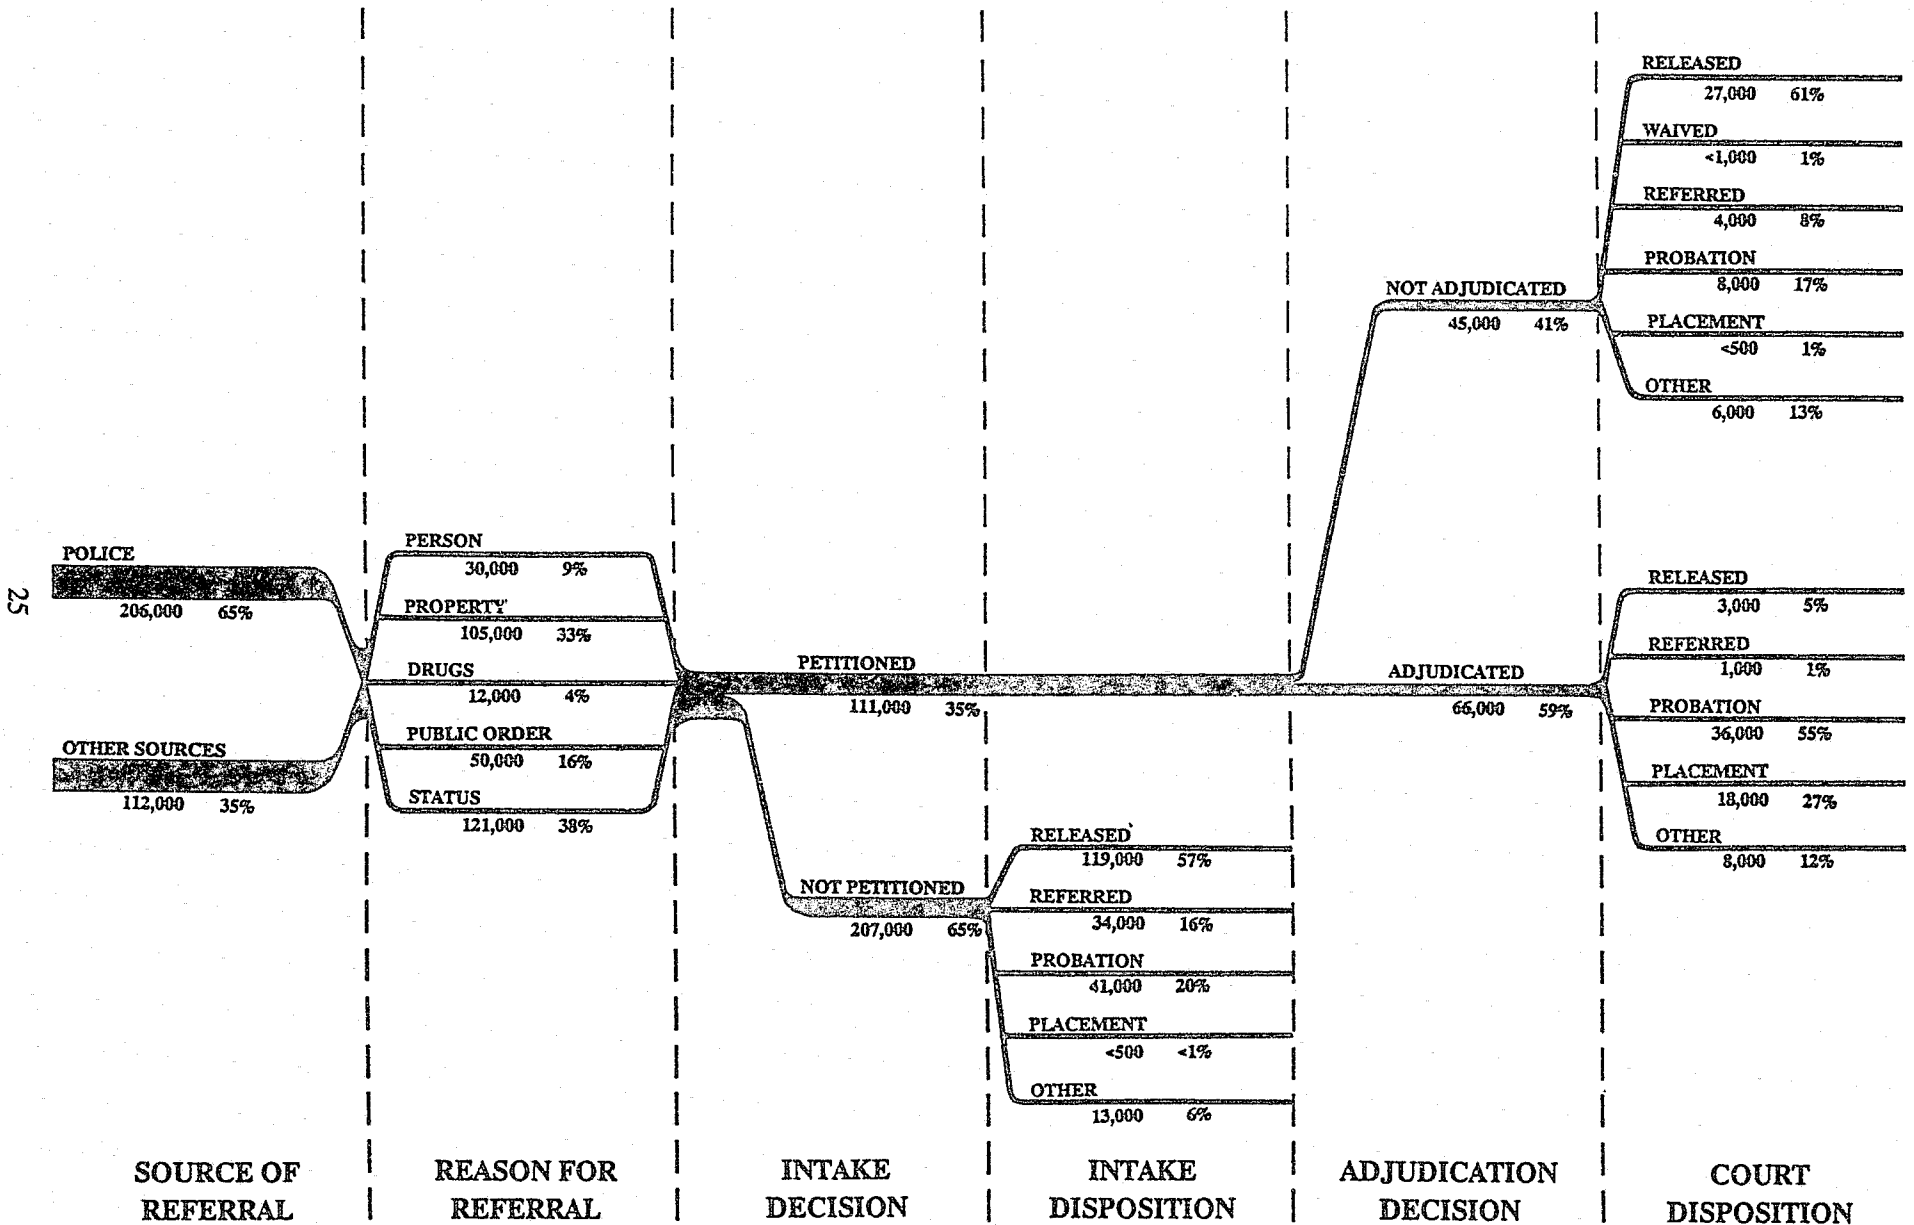 POLICE
206,000 65%
OTHER SOURCES
112,000 35%
PERSON
30,000 9%
PROPERTY
105,000 33%
DRUGS
12,000 4%
PUBLIC ORDER
50,000 16%
STATUS
121,000 38%
PETITIONED
111,000 35%
NOT PETITIONED
207,000 65%
RELEASED
119,000 57%
REFERRED
34,000 16%
PROBATION
41,000 20%
PLACEMENT
<500 <1%
OTHER
13,000 6%
NOT ADJUDICATED
45,000 41%
ADJUDICATED
66,000 59%
RELEASED
27,000 61%
WAIVED
<1,000 1%
REFERRED
4,000 8%
PROBATION
8,000 17%
PLACEMENT
<500 1%
OTHER
6,000 13%
RELEASED
3,000 5%
REFERRED
1,000 1%
PROBATION
36,000 55%
PLACEMENT
18,000 27%
OTHER
8,000 12%
SOURCE OF
REFERRAL
REASON FOR
REFERRAL
INTAKE
DECISION
INTAKE
DISPOSITION
ADJUDICATION
DECISION
COURT
DISPOSITION
25